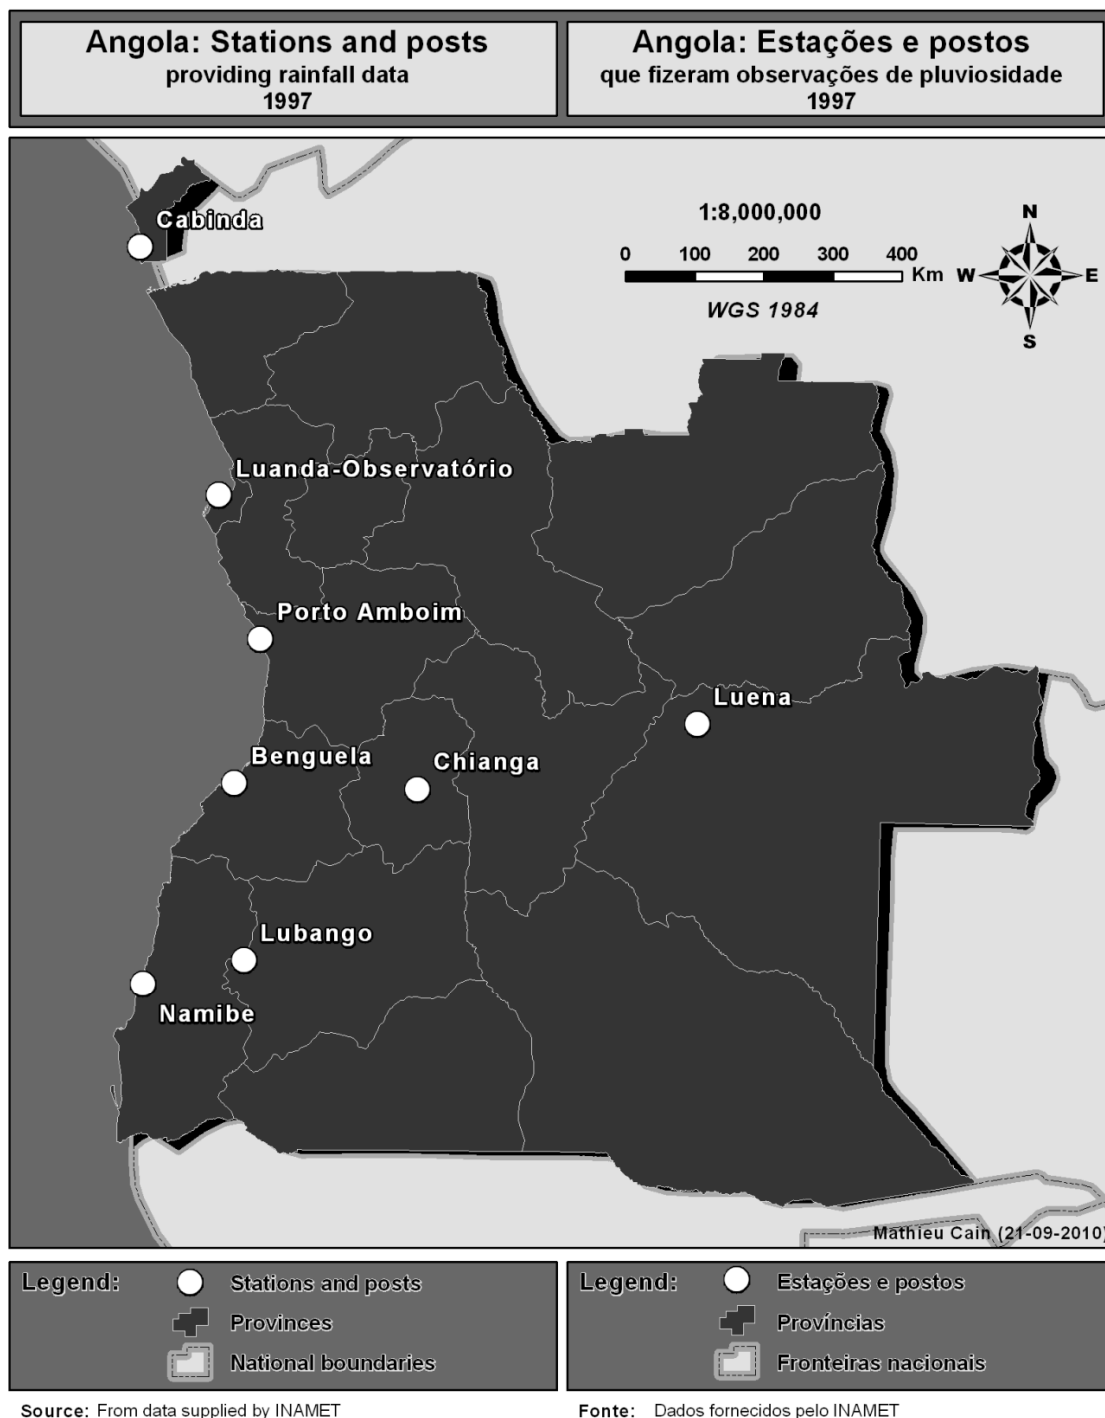 Angola: Stations and posts
providing rainfall data
1997
Angola: Estações e postos
que fizeram observações de pluviosidade
1997
Cabinda
1:8,000,000
0 100 200 300 400
Km
WGS 1984
N
W
E
S
Luanda-Observatório
Porto Amboim
Luena
Benguela
Chianga
Lubango
Namibe
Mathieu Cain (21-09-2010)
Legend:
Stations and posts
Provinces
National boundaries
Legend:
Estações e postos
Províncias
Fronteiras nacionais
Source: From data supplied by INAMET
Fonte: Dados fornecidos pelo INAMET